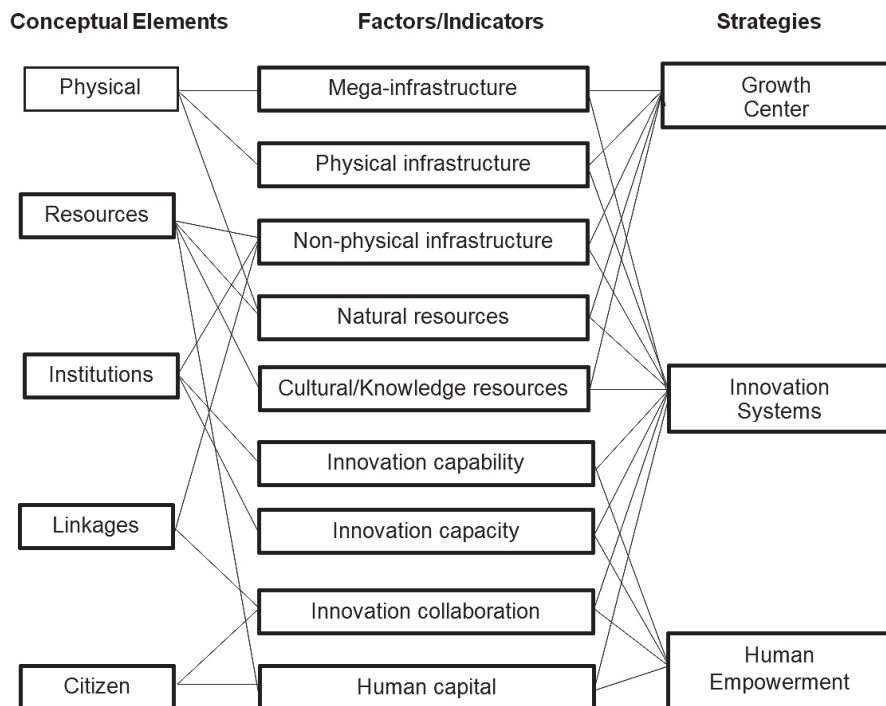 Conceptual Elements
Factors/Indicators
Strategies
Physical
Mega-infrastructure
Growth
Center
Physical infrastructure
Resources
Non-physical infrastructure
Natural resources
Institutions
Cultural/Knowledge resources
Innovation
Systems
Innovation capability
Linkages
Innovation capacity
Innovation collaboration
Citizen
Human capital
Human
Empowerment